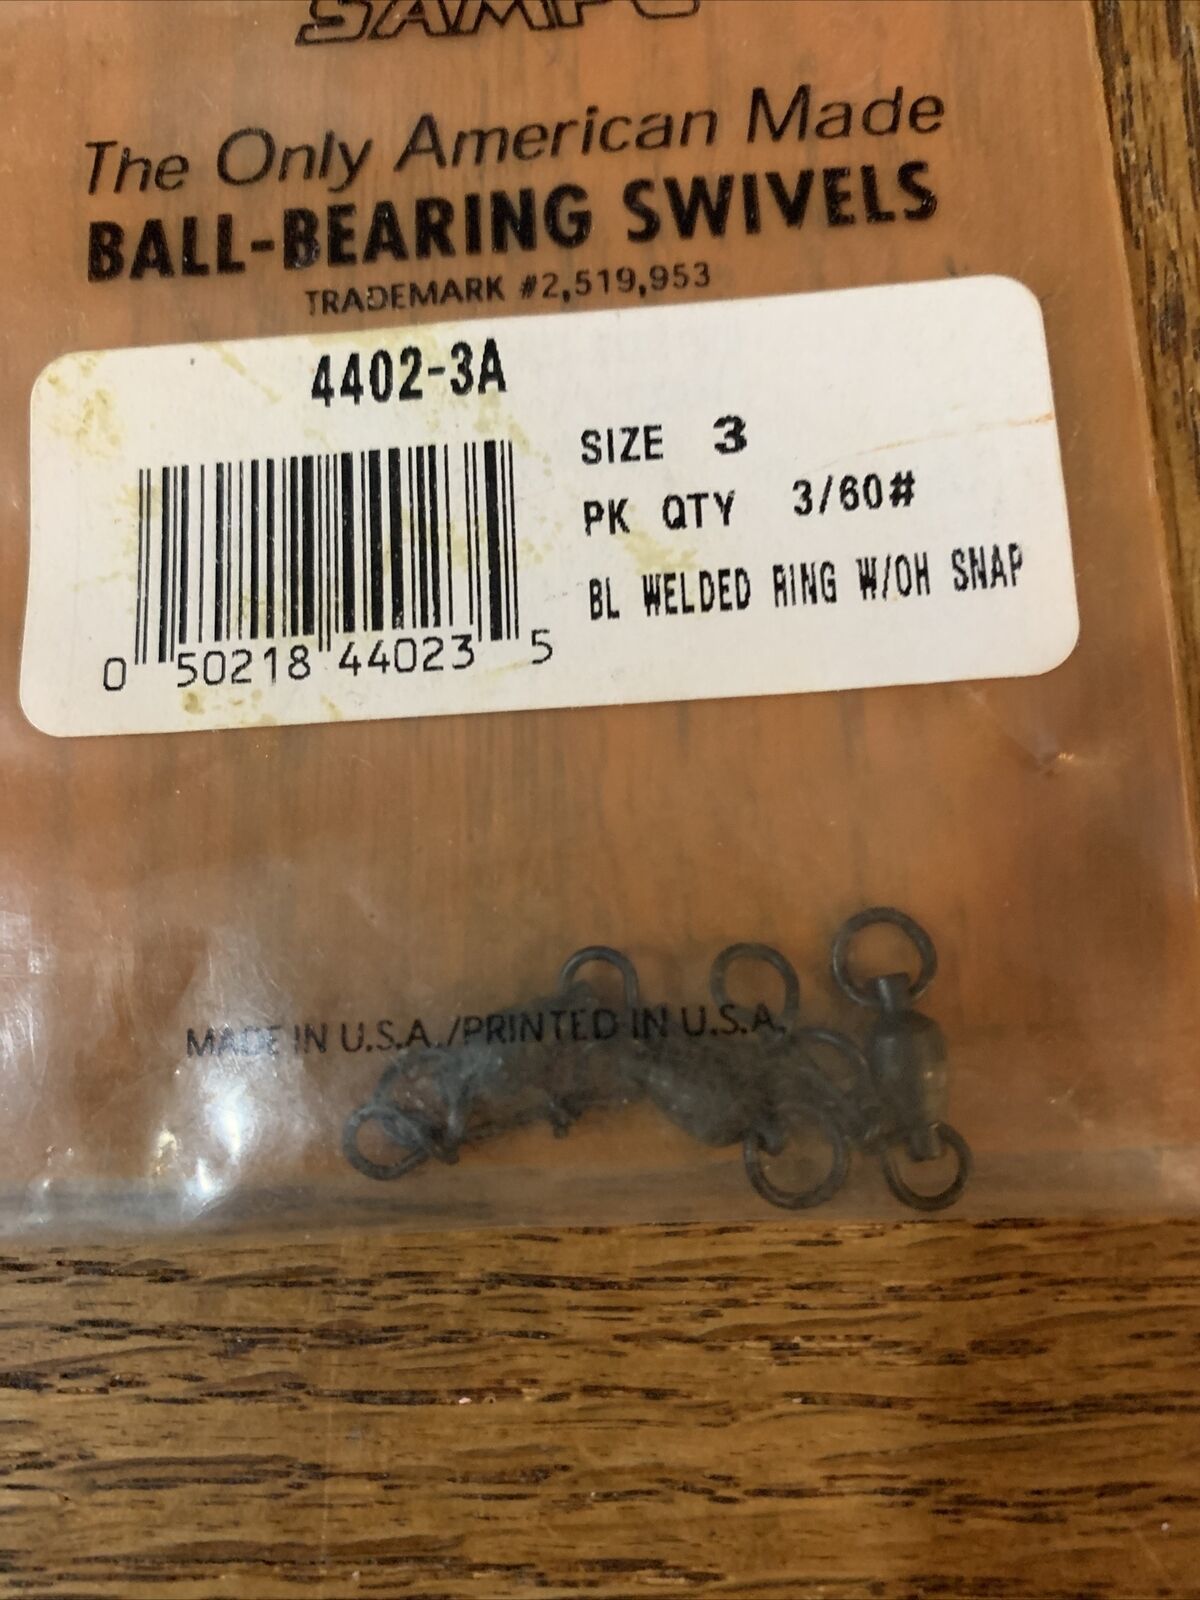 SAMPO
The Only American Made
BALL-BEARING SWIVELS
TRADEMARK #2,519,953
4402-3A
SIZE 3
PK QTY 3/60#
BL WELDED RING W/OH SNAP
0 50218 44023 5
MADE IN U.S.A./PRINTED IN U.S.A.